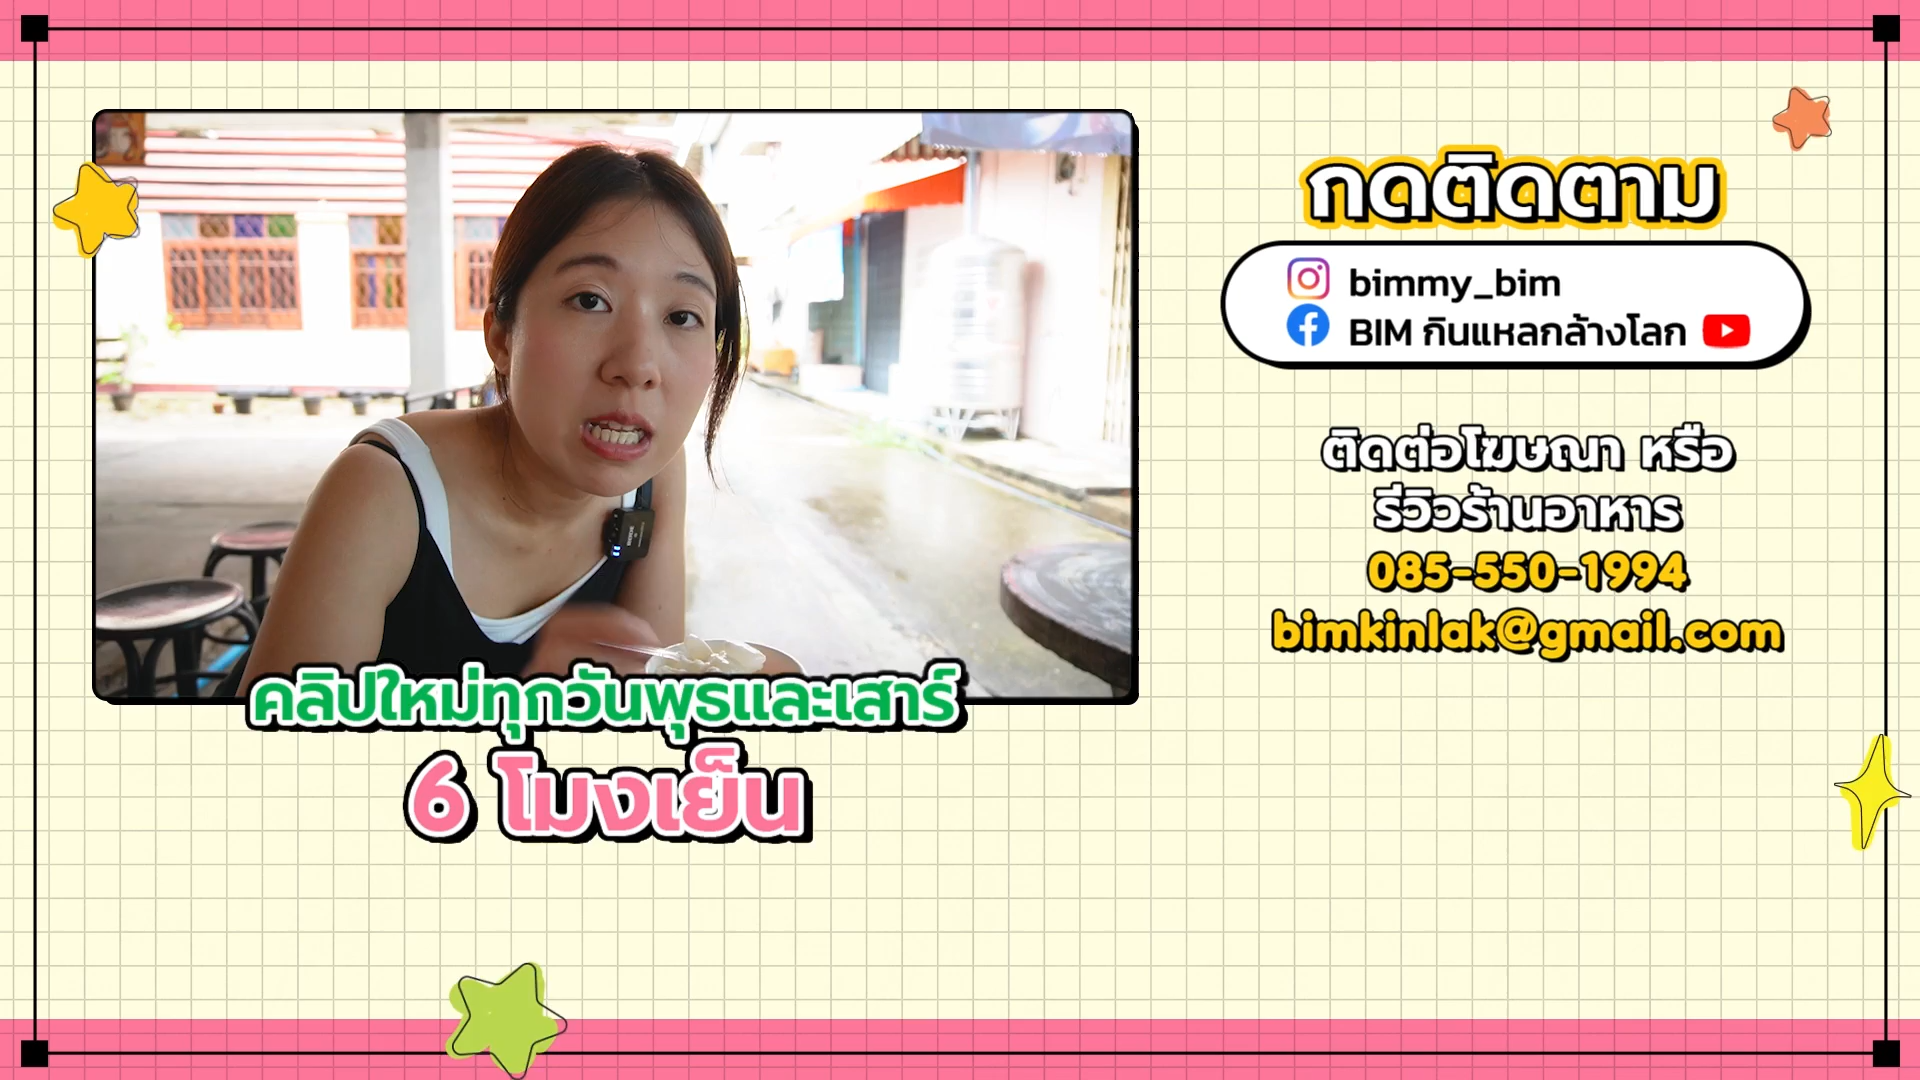 กดติดตาม
bimmy_bim
BIM กินแหลกล้างโลก
ติดต่อโฆษณา หรือ
รีวิวร้านอาหาร
085-550-1994
bimkinlak@gmail.com
คลิปใหม่ทุกวันพุธและเสาร์
6 โมงเย็น